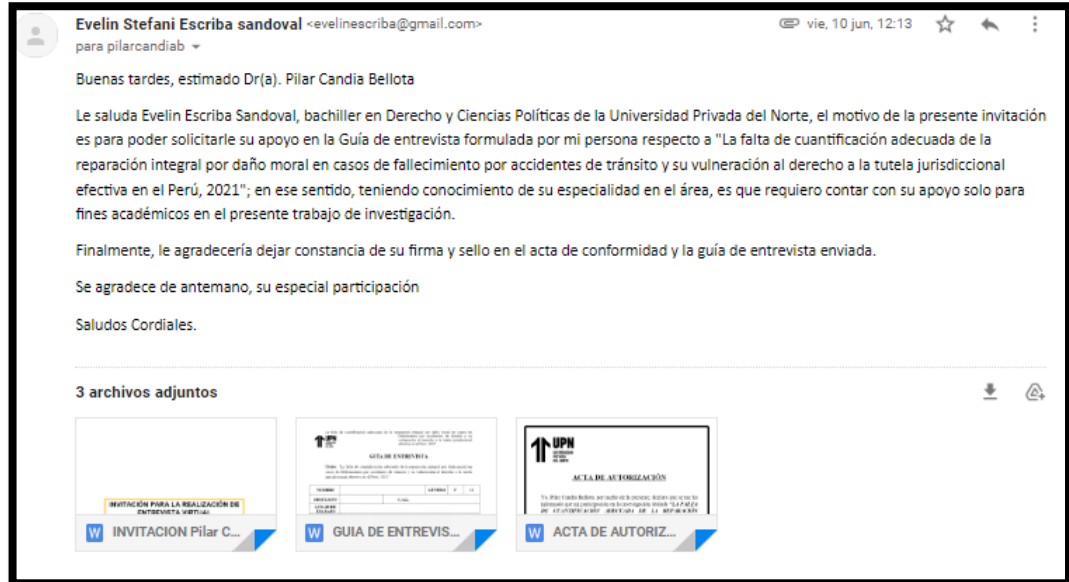 Evelin Stefani Escriba sandoval <evelinescriba@gmail.com> vie, 10 jun, 12:13
para pilarcandiab
Buenas tardes, estimado Dr(a). Pilar Candia Bellota
Le saluda Evelin Escriba Sandoval, bachiller en Derecho y Ciencias Políticas de la Universidad Privada del Norte, el motivo de la presente invitación
es para poder solicitarle su apoyo en la Guía de entrevista formulada por mi persona respecto a "La falta de cuantificación adecuada de la
reparación integral por daño moral en casos de fallecimiento por accidentes de tránsito y su vulneración al derecho a la tutela jurisdiccional
efectiva en el Perú, 2021"; en ese sentido, teniendo conocimiento de su especialidad en el área, es que requiero contar con su apoyo solo para
fines académicos en el presente trabajo de investigación.
Finalmente, le agradecería dejar constancia de su firma y sello en el acta de conformidad y la guía de entrevista enviada.
Se agradece de antemano, su especial participación
Saludos Cordiales.
3 archivos adjuntos
INVITACIÓN PARA LA REALIZACIÓN DE
ENTREVISTA VIRTUAL
W INVITACION Pilar C...
UPN
GUÍA DE ENTREVISTA
NOMBRE
W GUIA DE ENTREVIS...
UPN
ACTA DE AUTORIZACIÓN
W ACTA DE AUTORIZ...